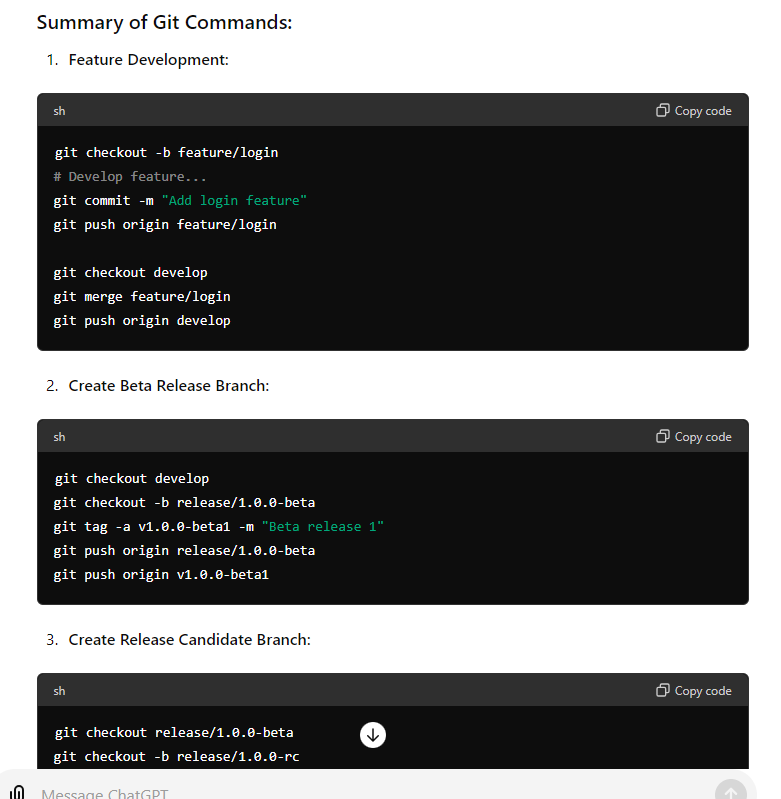 Summary of Git Commands:
1. Feature Development:
sh
Copy code
git checkout -b feature/login
# Develop feature...
git commit -m "Add login feature"
git push origin feature/login
git checkout develop
git merge feature/login
git push origin develop
2. Create Beta Release Branch:
sh
Copy code
git checkout develop
git checkout -b release/1.0.0-beta
git tag -a v1.0.0-beta1 -m "Beta release 1"
git push origin release/1.0.0-beta
git push origin v1.0.0-beta1
3. Create Release Candidate Branch:
sh
Copy code
git checkout release/1.0.0-beta
git checkout -b release/1.0.0-rc
Message ChatGPT